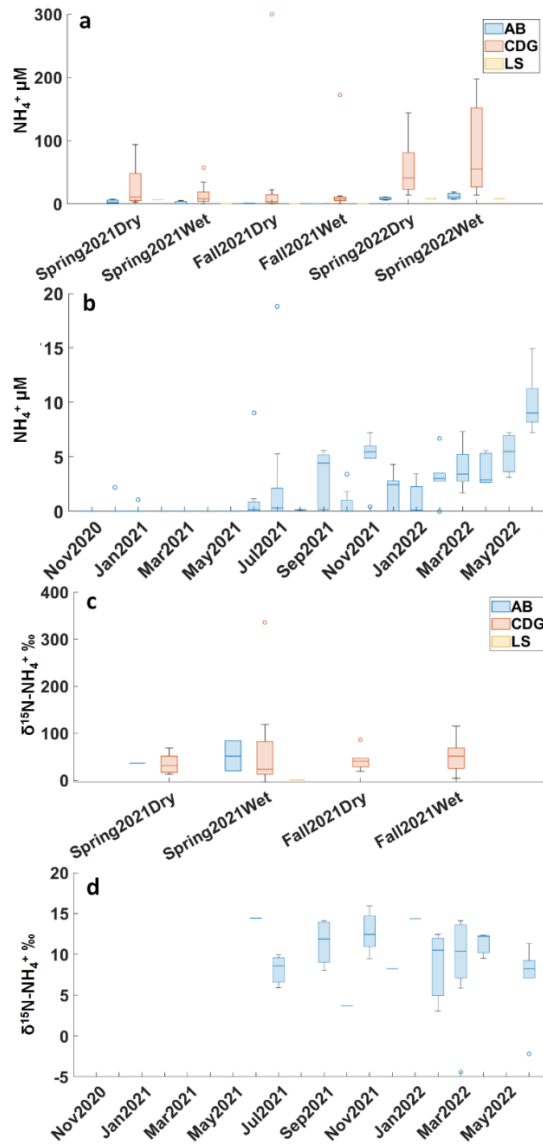 a
300
200
100
0
NH₄⁺ µM
AB
CDG
LS
Spring2021Dry
Spring2021Wet
Fall2021Dry
Fall2021Wet
Spring2022Dry
Spring2022Wet
b
20
15
10
5
0
NH₄⁺ µM
Nov2020
Jan2021
Mar2021
May2021
Jul2021
Sep2021
Nov2021
Jan2022
Mar2022
May2022
c
400
300
200
100
0
δ¹⁵N-NH₄⁺ ‰
AB
CDG
LS
Spring2021Dry
Spring2021Wet
Fall2021Dry
Fall2021Wet
d
20
15
10
5
0
-5
δ¹⁵N-NH₄⁺ ‰
Nov2020
Jan2021
Mar2021
May2021
Jul2021
Sep2021
Nov2021
Jan2022
Mar2022
May2022